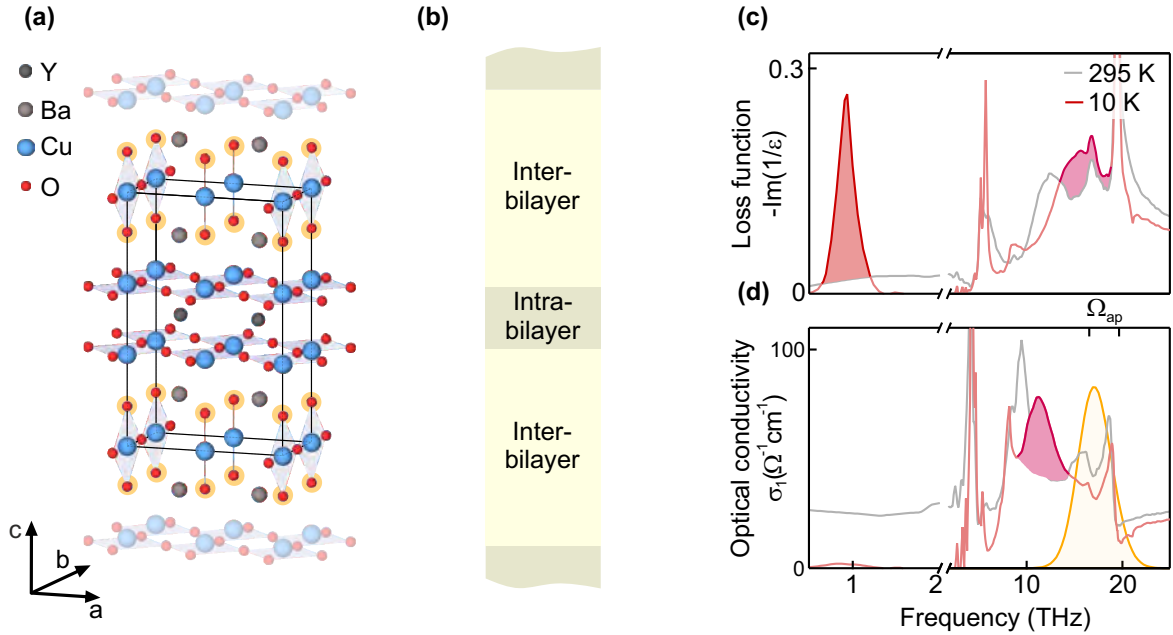 (a)
Y
Ba
Cu
O
c
b
a
(b)
Inter-
bilayer
Intra-
bilayer
Inter-
bilayer
(c)
Loss function
-Im(1/ε)
0.3
0
295 K
10 K
(d)
Ωap
Optical conductivity
σ1(Ω-1cm-1)
100
0
1
2
10
20
Frequency (THz)